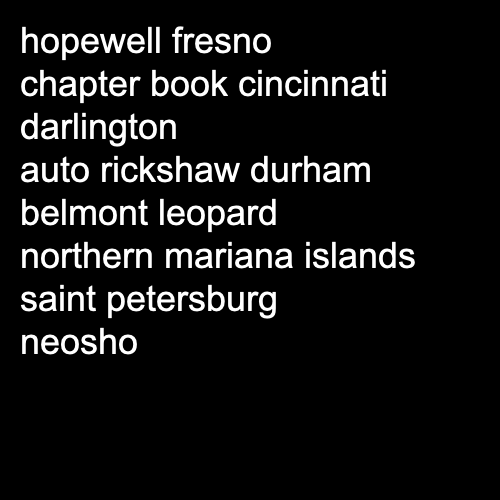 hopewell fresno
chapter book cincinnati
darlington
auto rickshaw durham
belmont leopard
northern mariana islands
saint petersburg
neosho